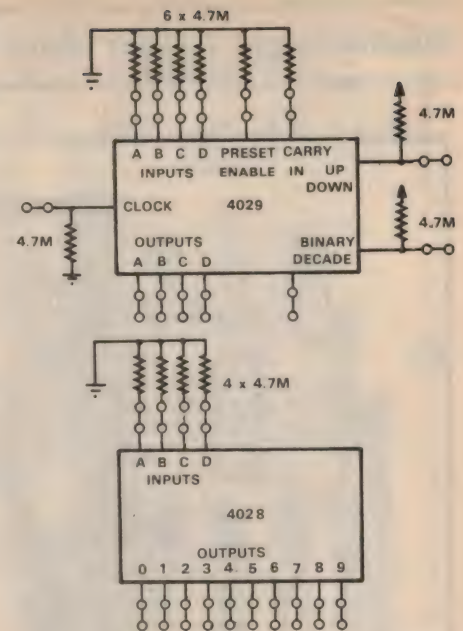 6 x 4.7M
4.7M
A B C D PRESET CARRY
INPUTS ENABLE IN UP
DOWN
CLOCK 4029
4.7M
4.7M
OUTPUTS BINARY
A B C D DECADE
4 x 4.7M
A B C D
INPUTS
4028
OUTPUTS
0 1 2 3 4 5 6 7 8 9